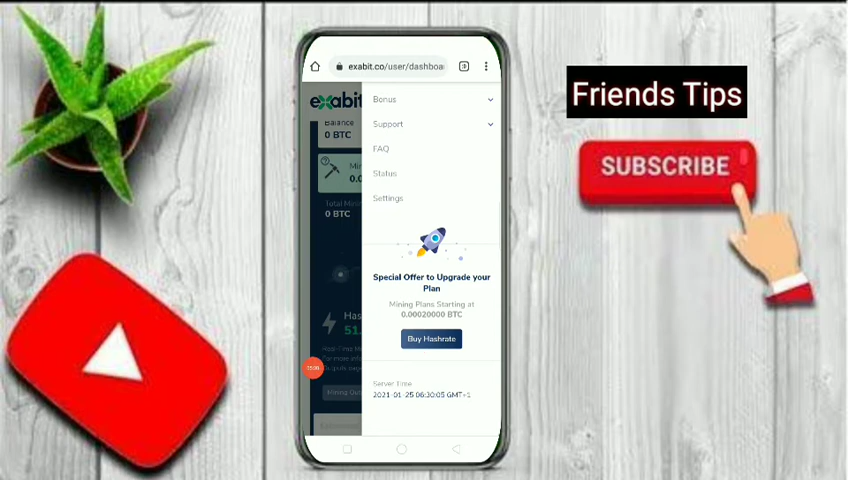 exabit.co/user/dashboa
Friends Tips
SUBSCRIBE
exabit
Bonus
Support
FAQ
Status
Settings
Balance
0 BTC
0 BTC
Special Offer to Upgrade your
Plan
Mining Plans Starting at
0.00020000 BTC
Buy Hashrate
Server Time
2021-01-25 06:30:05 GMT+1